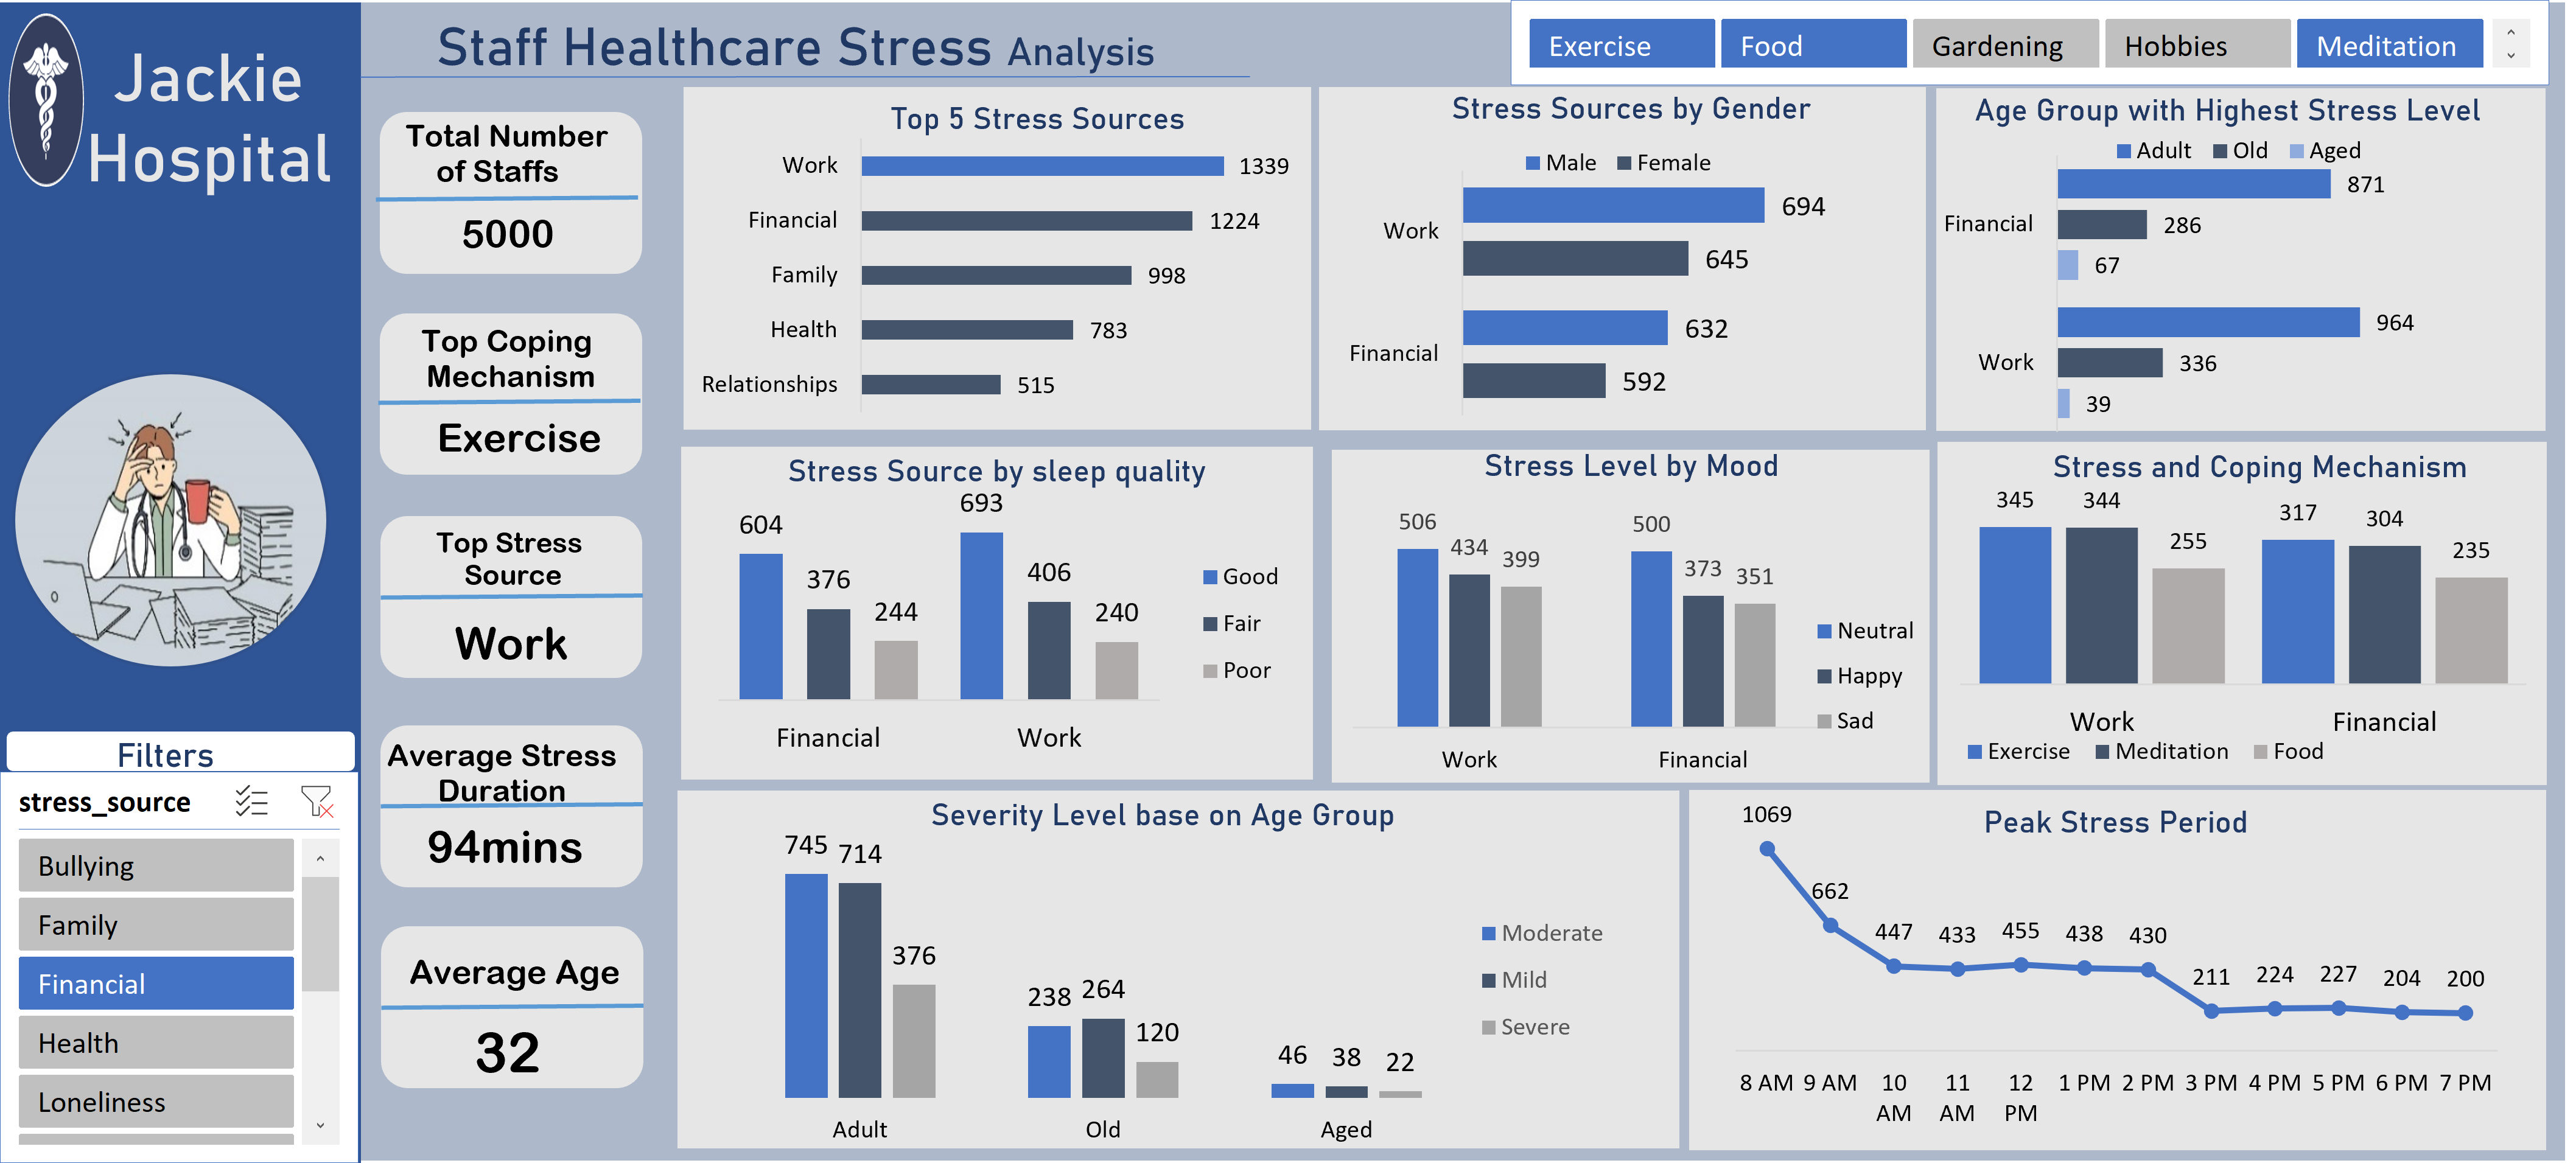 Jackie
Hospital
Staff Healthcare Stress Analysis
Exercise
Food
Gardening
Hobbies
Meditation
Total Number
of Staffs
5000
Top Coping
Mechanism
Exercise
Top Stress
Source
Work
Average Stress
Duration
94mins
Average Age
32
Filters
stress_source
Bullying
Family
Financial
Health
Loneliness
Top 5 Stress Sources
Work 1339
Financial 1224
Family 998
Health 783
Relationships 515
Stress Sources by Gender
Male Female
694
Work
645
632
Financial
592
Age Group with Highest Stress Level
Adult Old Aged
871
Financial 286
67
964
Work 336
39
Stress Source by sleep quality
604 376 244 693 406 240
Good
Fair
Poor
Financial Work
Stress Level by Mood
506 434 399 500 373 351
Neutral
Happy
Sad
Work Financial
Stress and Coping Mechanism
345 344 255 317 304 235
Work Financial
Exercise Meditation Food
Severity Level base on Age Group
745 714 376 238 264 120 46 38 22
Moderate
Mild
Severe
Adult Old Aged
Peak Stress Period
1069 662 447 433 455 438 430 211 224 227 204 200
8 AM 9 AM 10 AM 11 AM 12 PM 1 PM 2 PM 3 PM 4 PM 5 PM 6 PM 7 PM